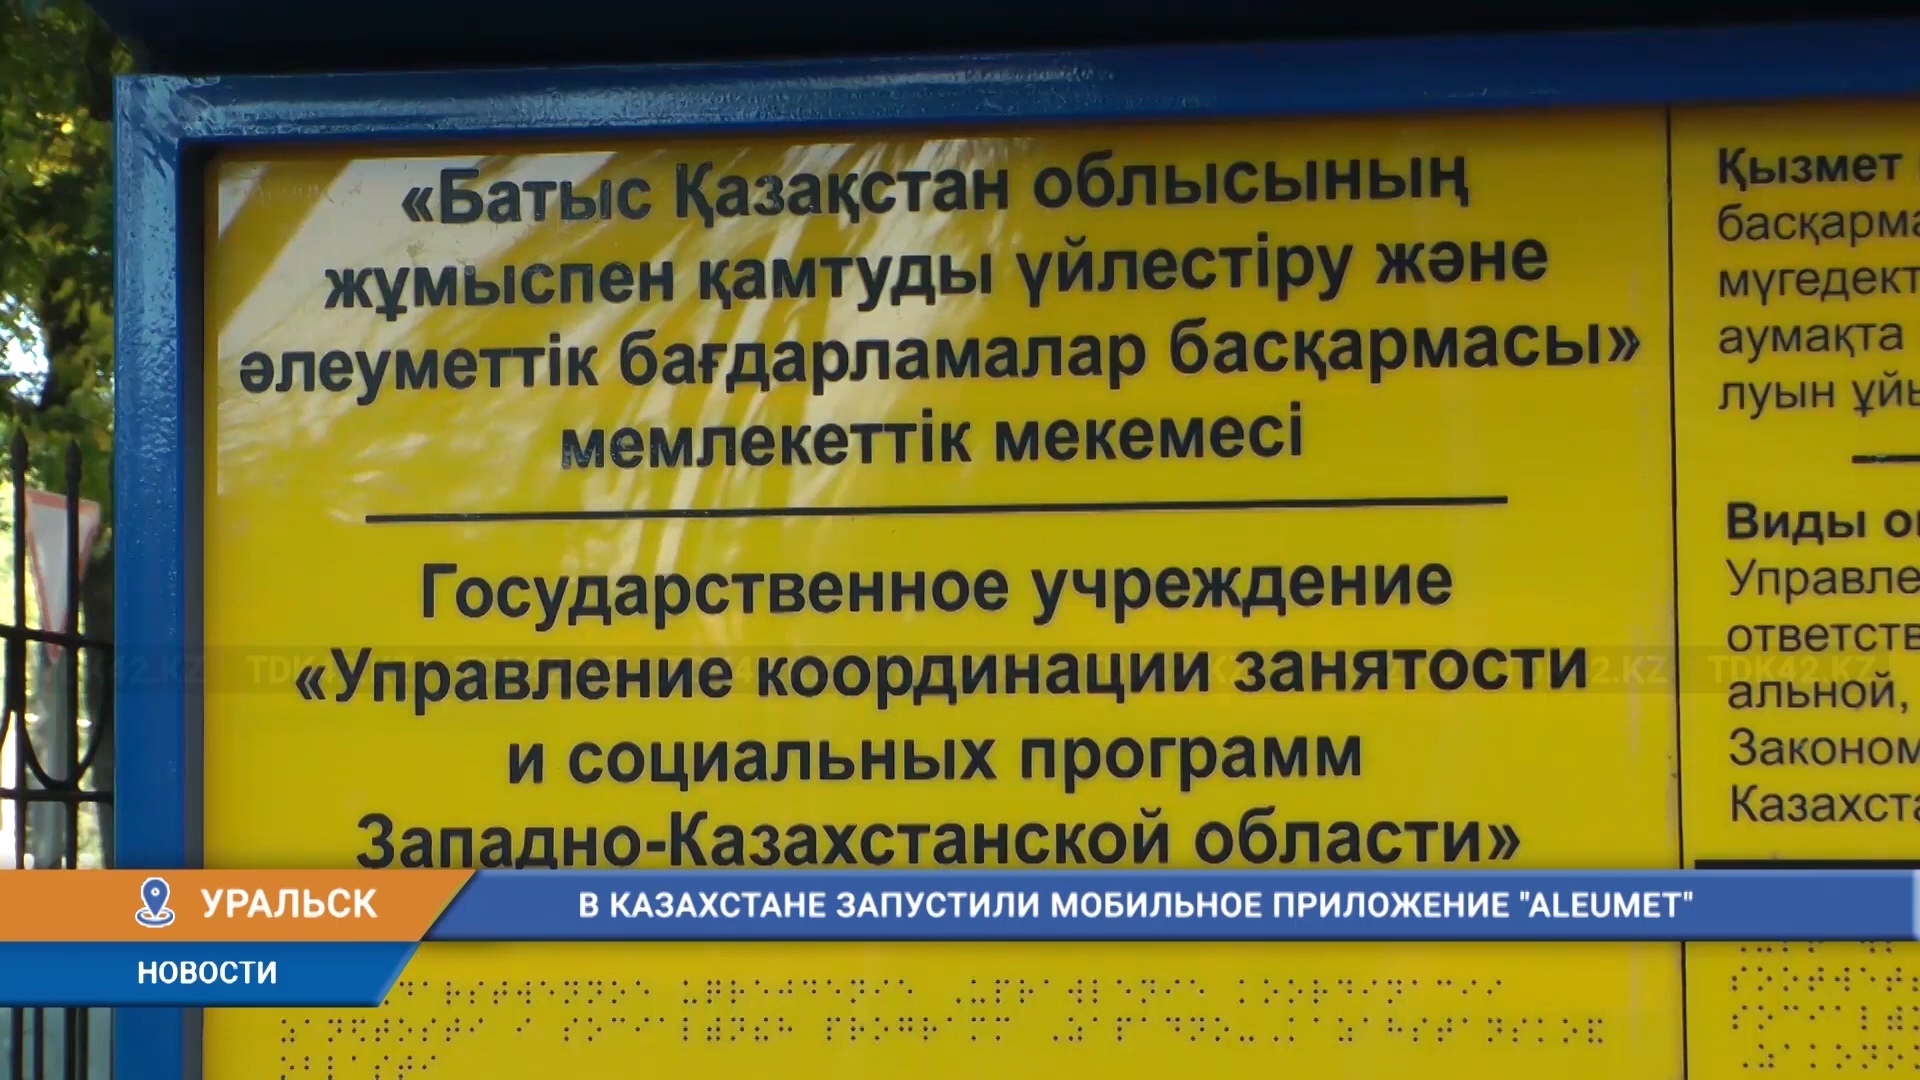 «Батыс Қазақстан облысының
жұмыспен қамтуды үйлестіру және
әлеуметтік бағдарламалар басқармасы»
мемлекеттік мекемесі
Государственное учреждение
«Управление координации занятости
и социальных программ
Западно-Казахстанской области»
Қызмет
мүгедект
аумақта
луын
Виды
Управле
ответств
альной,
Законом
Казахста
TDK42.KZ
УРАЛЬСК
В КАЗАХСТАНЕ ЗАПУСТИЛИ МОБИЛЬНОЕ ПРИЛОЖЕНИЕ "ALEUMET"
НОВОСТИ